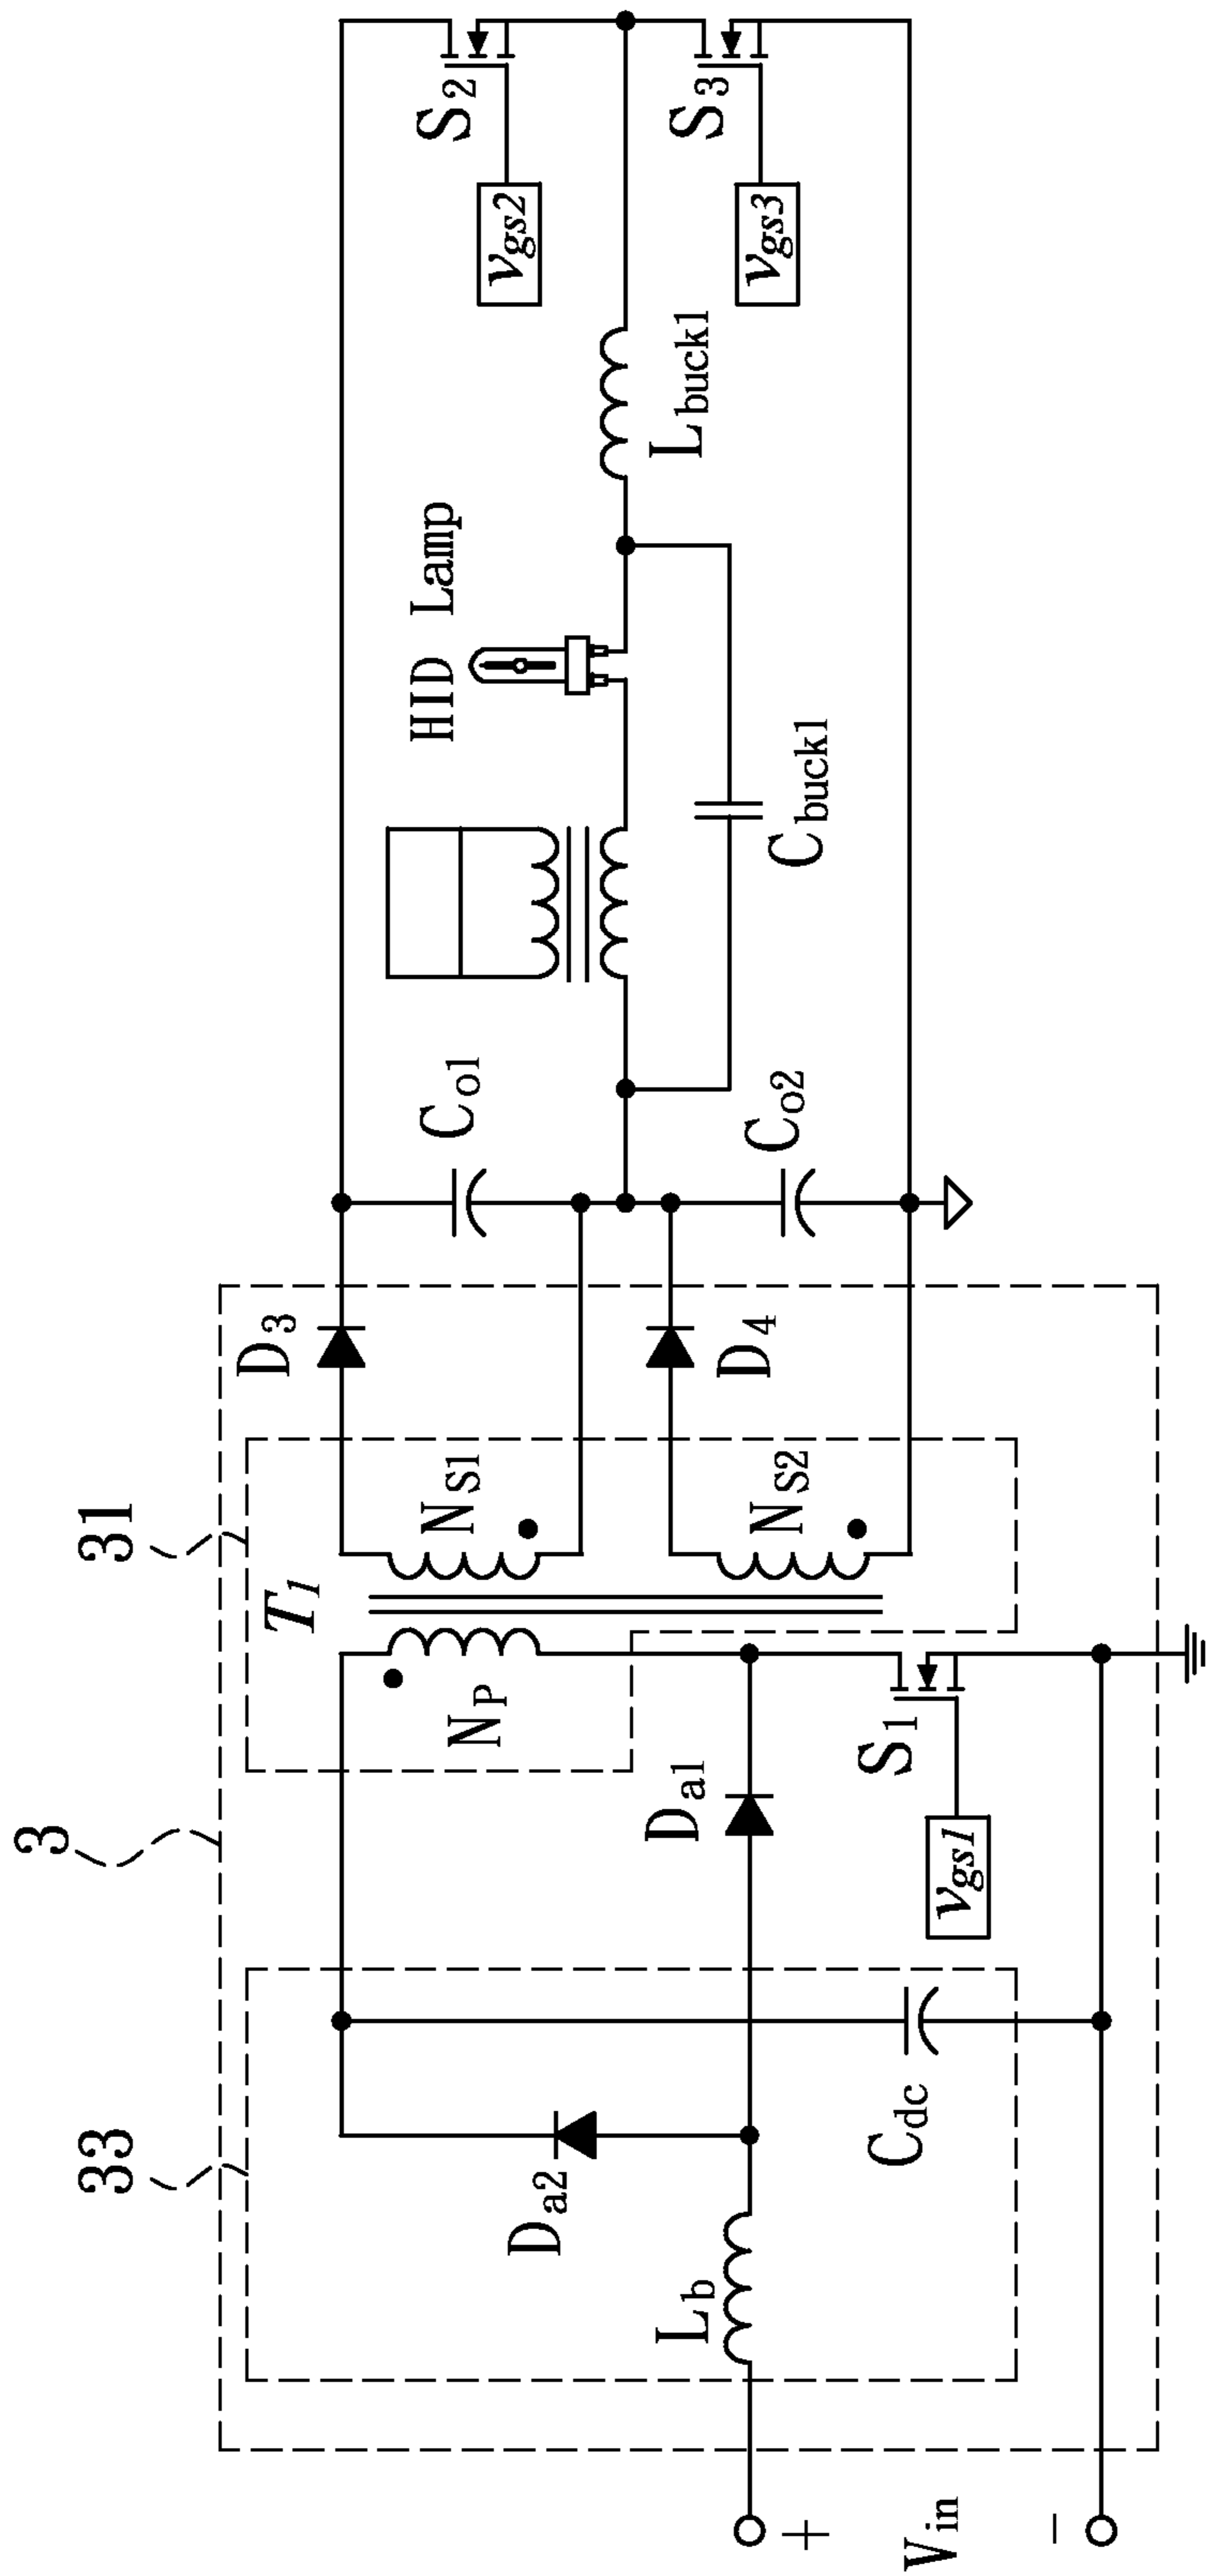 3
33
31
T1
Da2
Lb
Cdc
Da1
NP
NS1
NS2
S1
vgs1
D3
D4
Co1
Co2
HID Lamp
Cbuck1
Lbuck1
S2
vgs2
S3
vgs3
+
Vin
−